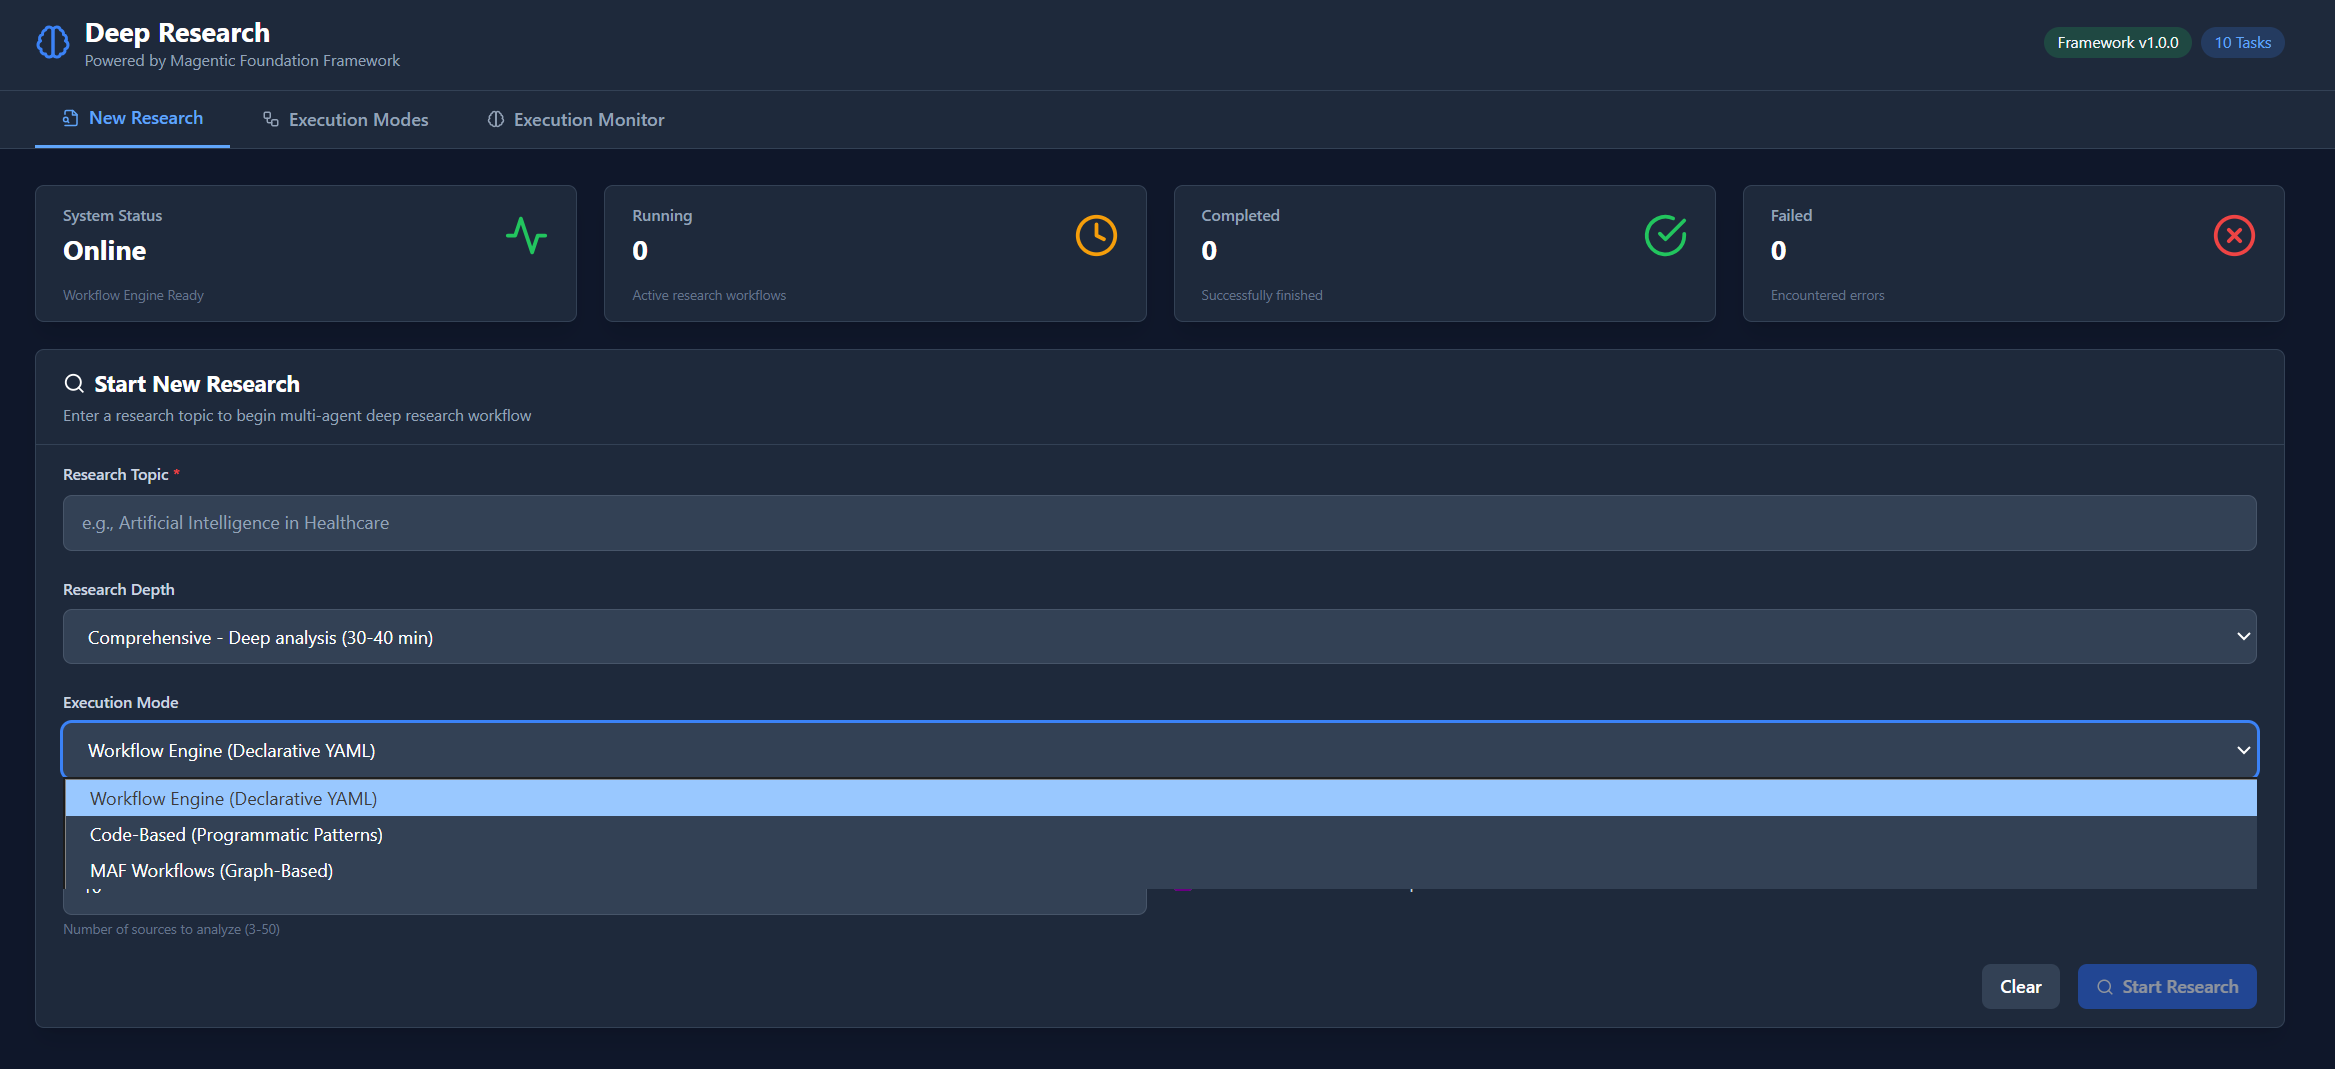 Deep Research
Powered by Magentic Foundation Framework
Framework v1.0.0
10 Tasks
New Research
Execution Modes
Execution Monitor
System Status
Online
Workflow Engine Ready
Running
0
Active research workflows
Completed
0
Successfully finished
Failed
0
Encountered errors
Start New Research
Enter a research topic to begin multi-agent deep research workflow
Research Topic *
e.g., Artificial Intelligence in Healthcare
Research Depth
Comprehensive - Deep analysis (30-40 min)
Execution Mode
Workflow Engine (Declarative YAML)
Workflow Engine (Declarative YAML)
Code-Based (Programmatic Patterns)
MAF Workflows (Graph-Based)
Number of sources to analyze (3-50)
Clear
Start Research